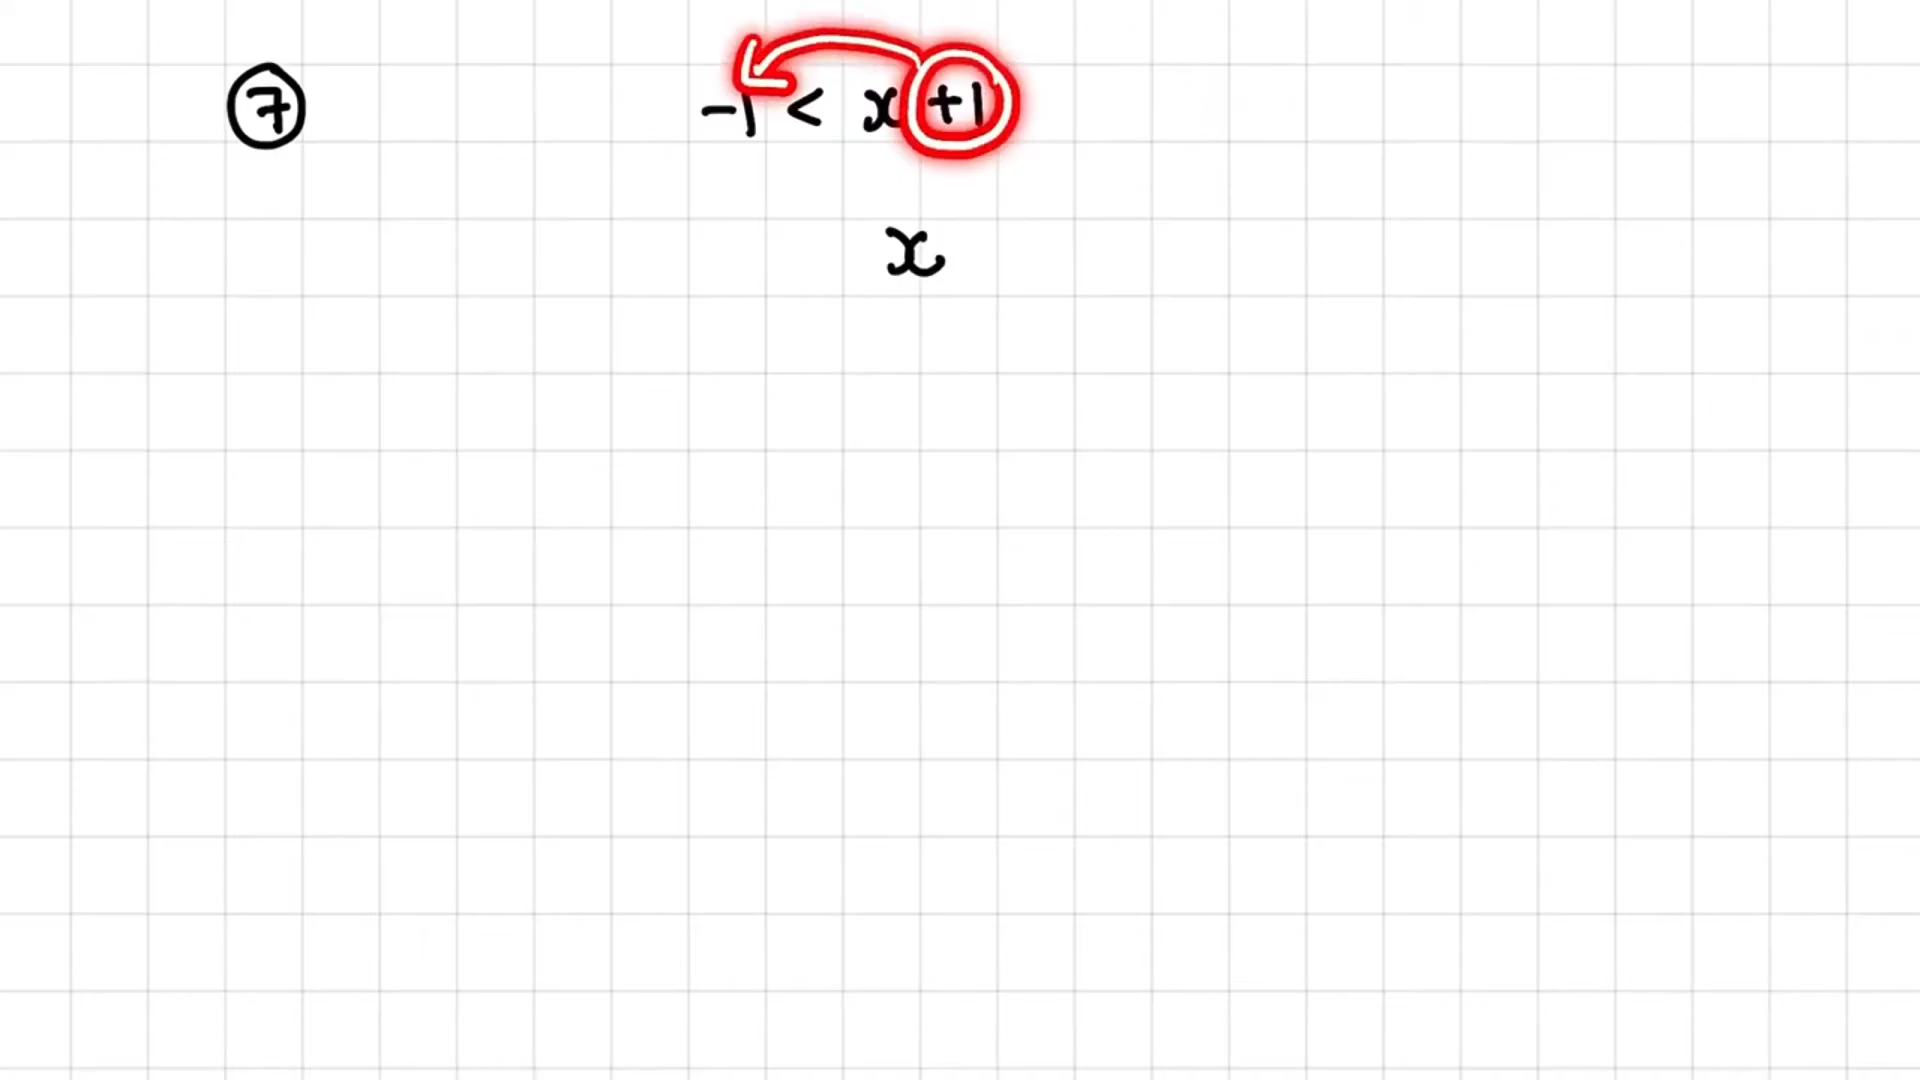 ⑦ -1 < x +1
x